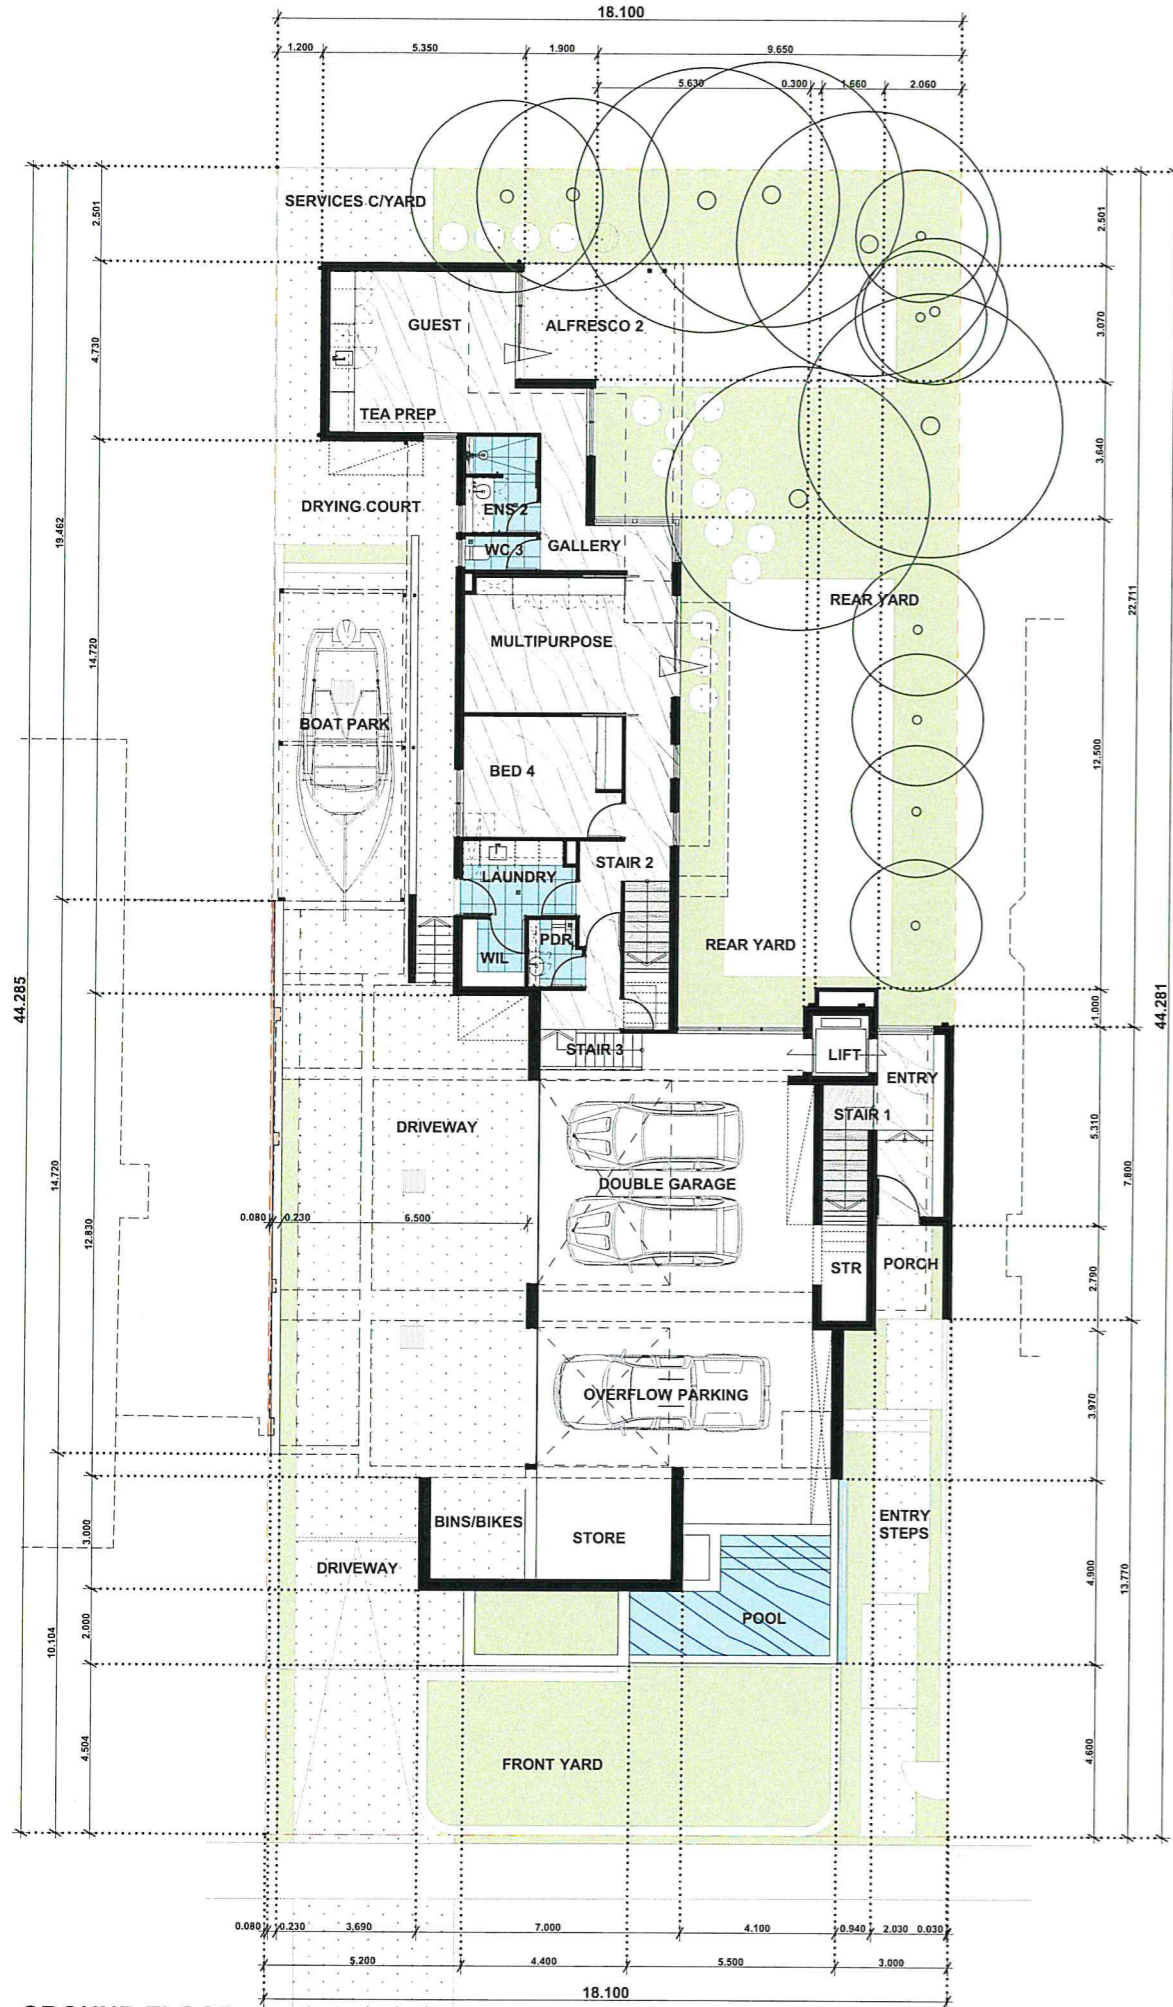 18.100
1.200 5.350 1.900 9.650
5.630 0.300 1.660 2.060
SERVICES C/YARD
2.501
2.501
GUEST
ALFRESCO 2
3.070
4.730
TEA PREP
3.640
DRYING COURT
ENS 2
19.462
WC 3
GALLERY
REAR YARD
22.711
MULTIPURPOSE
14.720
BOAT PARK
BED 4
12.500
STAIR 2
LAUNDRY
PDR
REAR YARD
WIL
44.285
44.281
1.000
STAIR 3
LIFT
ENTRY
STAIR 1
DRIVEWAY
5.310
14.720
DOUBLE GARAGE
7.800
12.830
0.080 0.230 6.500
STR
PORCH
2.790
OVERFLOW PARKING
3.970
BINS/BIKES
STORE
ENTRY
STEPS
3.000
DRIVEWAY
4.900
13.770
POOL
2.000
10.104
4.504
FRONT YARD
4.600
0.080 0.230 3.690 7.000 4.100 0.940 2.030 0.030
5.200 4.400 5.500 3.000
18.100